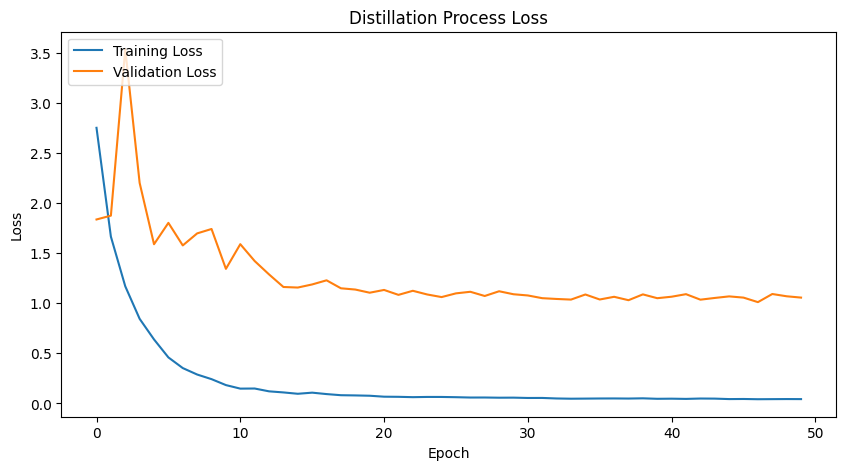 Distillation Process Loss
Training Loss
Validation Loss
3.5
3.0
2.5
2.0
1.5
1.0
0.5
0.0
Loss
0 10 20 30 40 50
Epoch